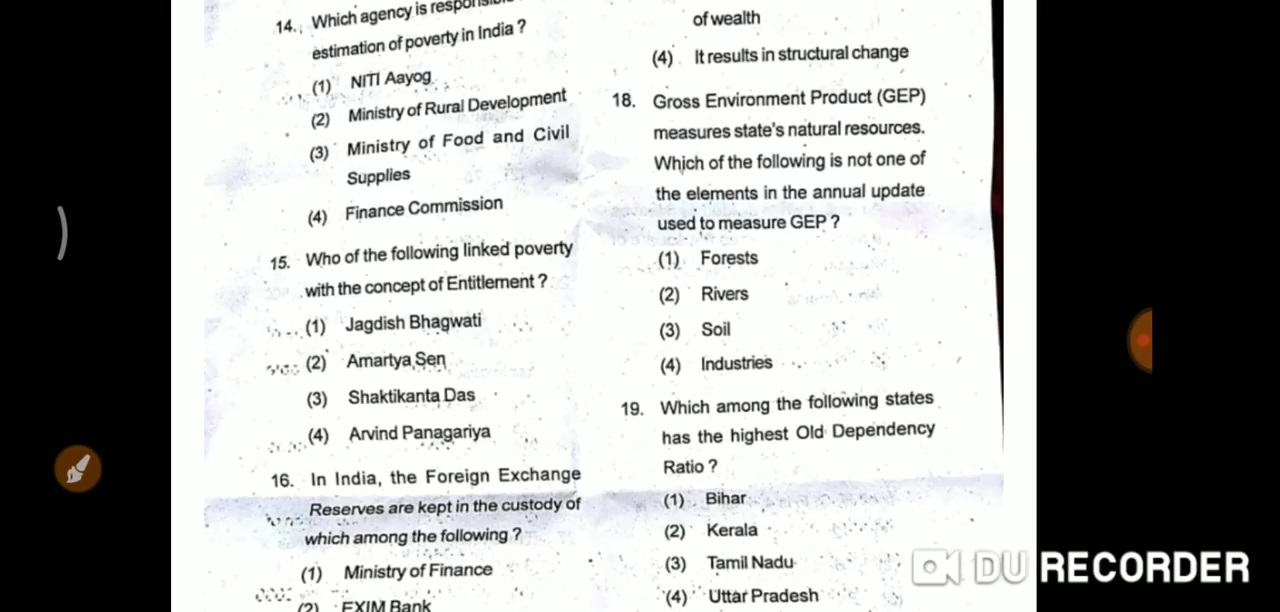 14. Which agency is
estimation of poverty in India ?
(1) NITI Aayog
(2) Ministry of Rural Development
(3) Ministry of Food and Civil
Supplies
(4) Finance Commission
15. Who of the following linked poverty
with the concept of Entitlement ?
(1) Jagdish Bhagwati
(2) Amartya Sen
(3) Shaktikanta Das
(4) Arvind Panagariya
16. In India, the Foreign Exchange
Reserves are kept in the custody of
which among the following ?
(1) Ministry of Finance
(2) EXIM Bank
of wealth
(4) It results in structural change
18. Gross Environment Product (GEP)
measures state's natural resources.
Which of the following is not one of
the elements in the annual update
used to measure GEP ?
(1) Forests
(2) Rivers
(3) Soil
(4) Industries
19. Which among the following states
has the highest Old Dependency
Ratio ?
(1) Bihar
(2) Kerala
(3) Tamil Nadu
(4) Uttar Pradesh
DU RECORDER